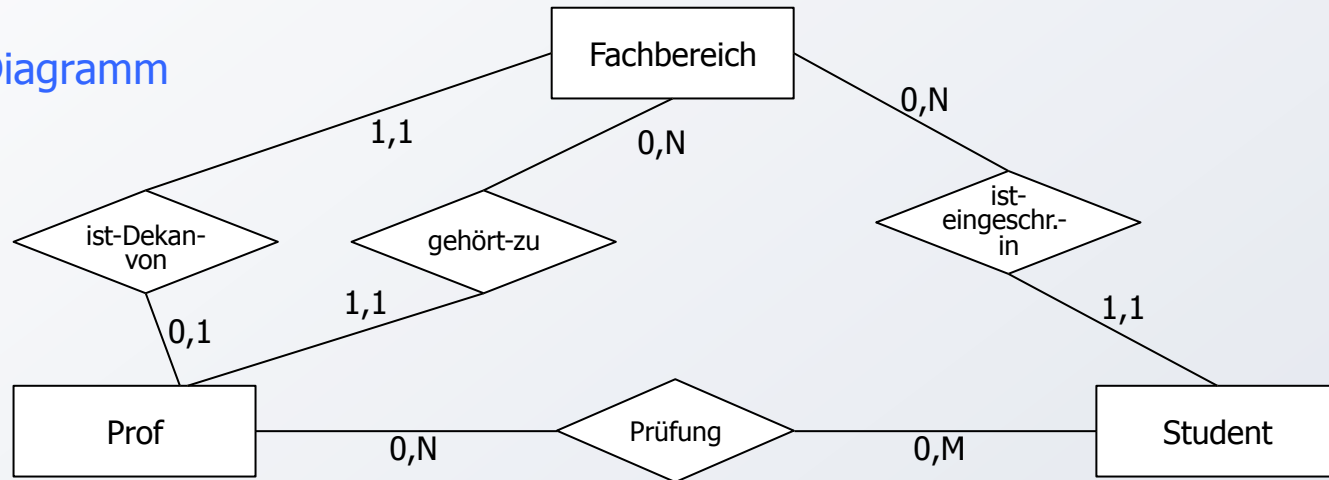 Fachbereich
Diagramm
0,N
1,1
0,N
ist-
eingeschr.-
in
ist-Dekan-
von
gehört-zu
1,1
1,1
0,1
Prof
Prüfung
Student
0,N
0,M